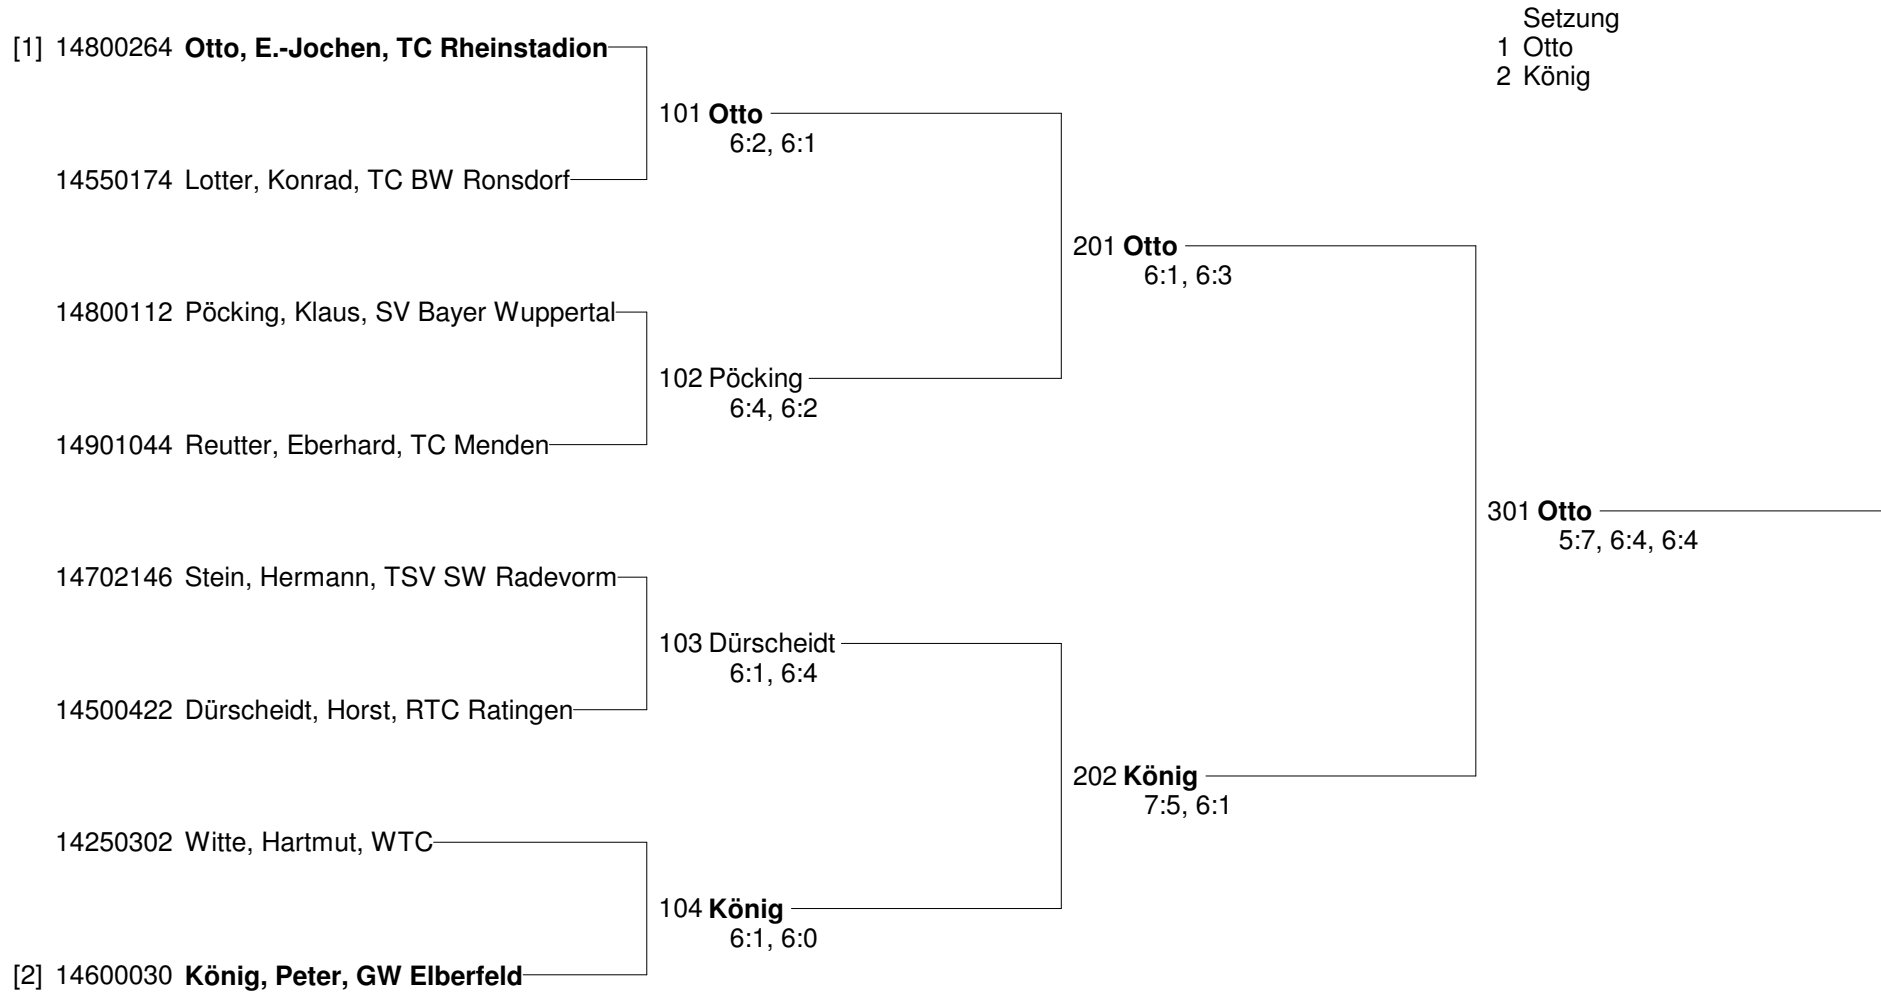 Setzung
1 Otto
2 König
[1] 14800264 Otto, E.-Jochen, TC Rheinstadion
101 Otto
6:2, 6:1
14550174 Lotter, Konrad, TC BW Ronsdorf
201 Otto
6:1, 6:3
14800112 Pöcking, Klaus, SV Bayer Wuppertal
102 Pöcking
6:4, 6:2
14901044 Reutter, Eberhard, TC Menden
301 Otto
5:7, 6:4, 6:4
14702146 Stein, Hermann, TSV SW Radevorm
103 Dürscheidt
6:1, 6:4
14500422 Dürscheidt, Horst, RTC Ratingen
202 König
7:5, 6:1
14250302 Witte, Hartmut, WTC
104 König
6:1, 6:0
[2] 14600030 König, Peter, GW Elberfeld